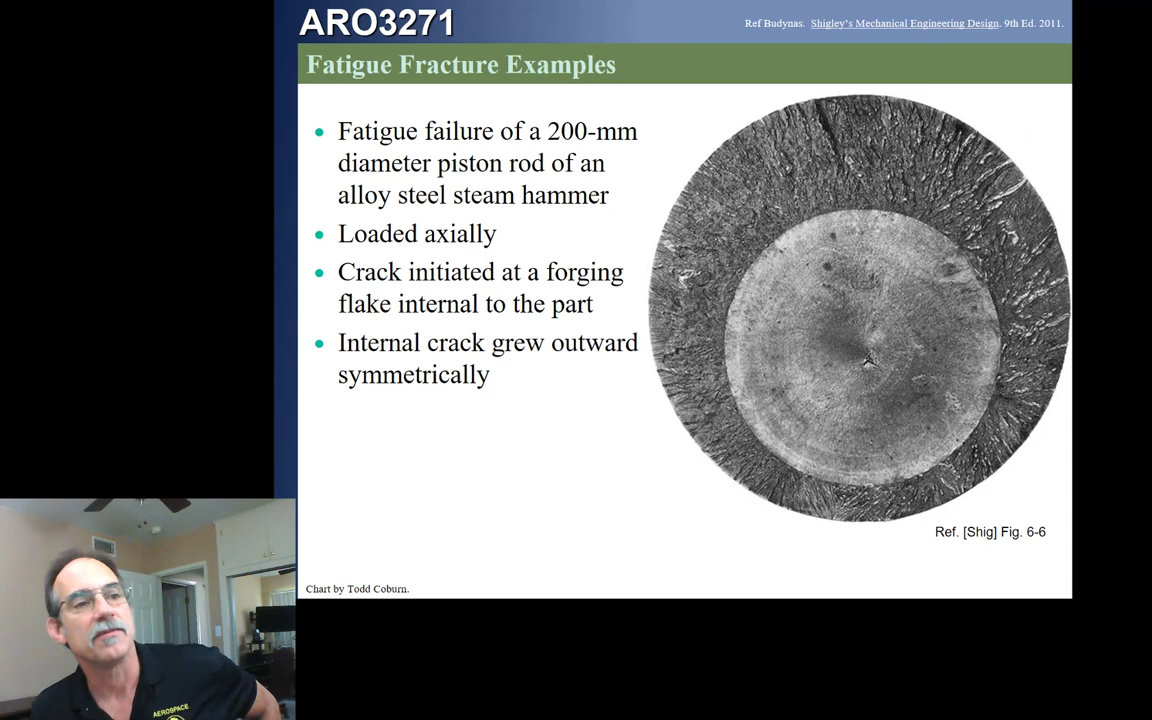 ARO3271
Ref Budynas. Shigley's Mechanical Engineering Design. 9th Ed. 2011.
Fatigue Fracture Examples
Fatigue failure of a 200-mm
diameter piston rod of an
alloy steel steam hammer
Loaded axially
Crack initiated at a forging
flake internal to the part
Internal crack grew outward
symmetrically
Ref. [Shig] Fig. 6-6
Chart by Todd Coburn.
AEROSPACE